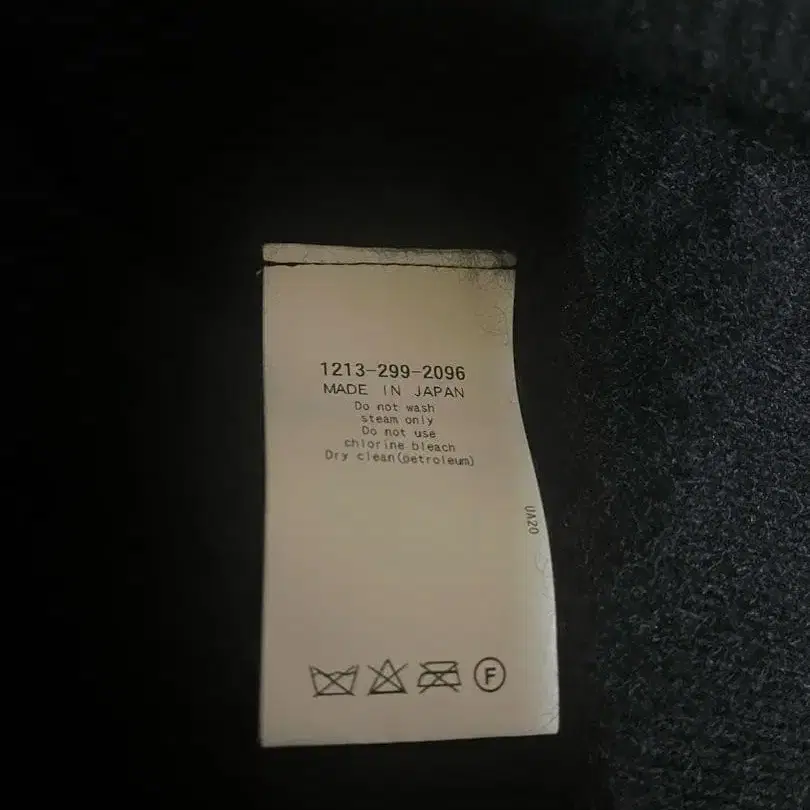 1213-299-2096
MADE IN JAPAN
Do not wash
steam only
Do not use
chlorine bleach
Dry clean(petroleum)
UA20
F